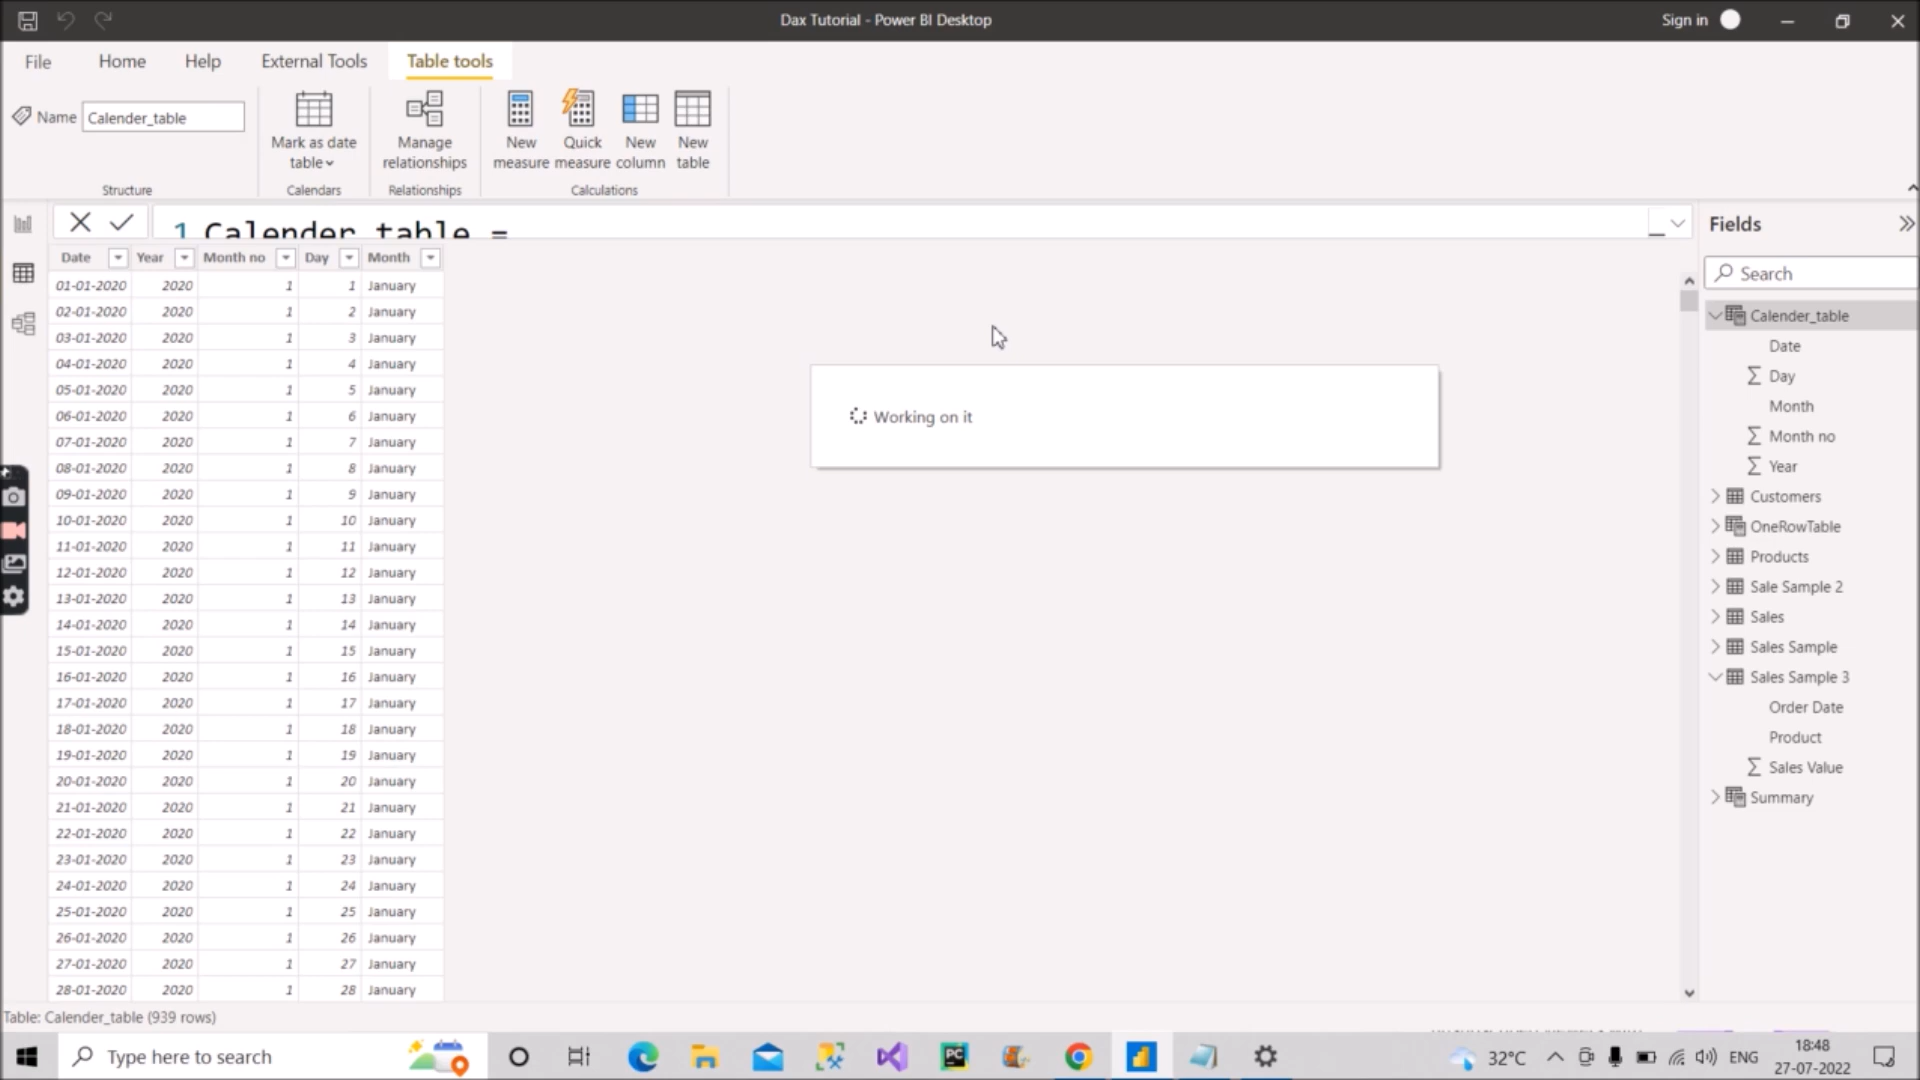 Dax Tutorial - Power BI Desktop
Sign in
File Home Help External Tools Table tools
Name Calender_table
Mark as date table
Manage relationships
New measure
Quick measure
New column
New table
Structure Calendars Relationships Calculations
1 Calender_table =
Date Year Month no Day Month
01-01-2020 2020 1 1 January
02-01-2020 2020 1 2 January
03-01-2020 2020 1 3 January
04-01-2020 2020 1 4 January
05-01-2020 2020 1 5 January
06-01-2020 2020 1 6 January
07-01-2020 2020 1 7 January
08-01-2020 2020 1 8 January
09-01-2020 2020 1 9 January
10-01-2020 2020 1 10 January
11-01-2020 2020 1 11 January
12-01-2020 2020 1 12 January
13-01-2020 2020 1 13 January
14-01-2020 2020 1 14 January
15-01-2020 2020 1 15 January
16-01-2020 2020 1 16 January
17-01-2020 2020 1 17 January
18-01-2020 2020 1 18 January
19-01-2020 2020 1 19 January
20-01-2020 2020 1 20 January
21-01-2020 2020 1 21 January
22-01-2020 2020 1 22 January
23-01-2020 2020 1 23 January
24-01-2020 2020 1 24 January
25-01-2020 2020 1 25 January
26-01-2020 2020 1 26 January
27-01-2020 2020 1 27 January
28-01-2020 2020 1 28 January
Working on it
Fields
Search
Calender_table
Date
Day
Month
Month no
Year
Customers
OneRowTable
Products
Sale Sample 2
Sales
Sales Sample
Sales Sample 3
Order Date
Product
Sales Value
Summary
Table: Calender_table (939 rows)
Type here to search
PC
32°C
ENG
18:48
27-07-2022